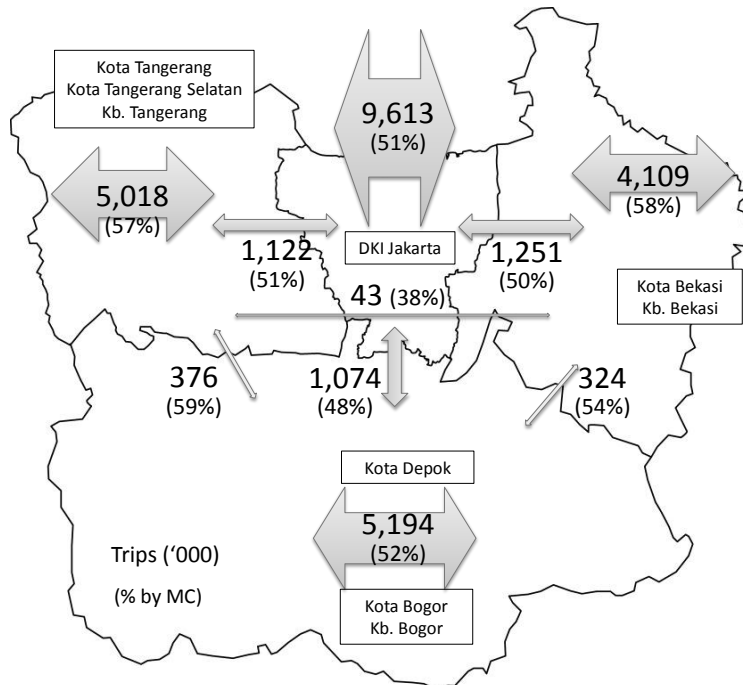 Kota Tangerang
Kota Tangerang Selatan
Kb. Tangerang
9,613
(51%)
5,018
(57%)
4,109
(58%)
1,122
(51%)
DKI Jakarta
1,251
(50%)
43 (38%)
Kota Bekasi
Kb. Bekasi
376
(59%)
1,074
(48%)
324
(54%)
Kota Depok
5,194
(52%)
Trips (‘000)
(% by MC)
Kota Bogor
Kb. Bogor